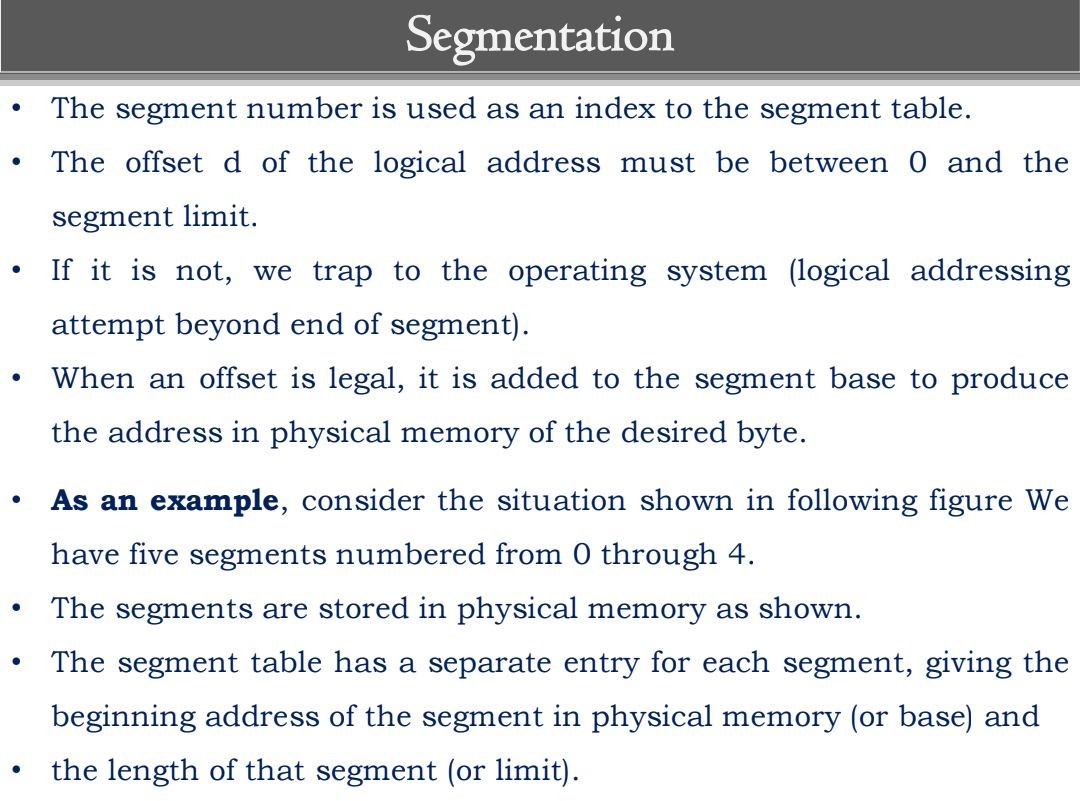 Segmentation
• The segment number is used as an index to the segment table.
• The offset d of the logical address must be between 0 and the
segment limit.
• If it is not, we trap to the operating system (logical addressing
attempt beyond end of segment).
• When an offset is legal, it is added to the segment base to produce
the address in physical memory of the desired byte.
• As an example, consider the situation shown in following figure We
have five segments numbered from 0 through 4.
• The segments are stored in physical memory as shown.
• The segment table has a separate entry for each segment, giving the
beginning address of the segment in physical memory (or base) and
• the length of that segment (or limit).